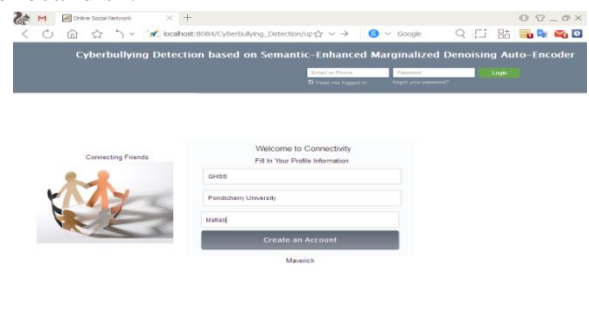 Online Social Network
localhost:8084/Cyberbullying_Detection/up
Google
Cyberbullying Detection based on Semantic-Enhanced Marginalized Denoising Auto-Encoder
Email or Phone
Password
Login
Keep me logged in
forgot your password?
Connecting Friends
Welcome to Connectivity
Fill In Your Profile Information
GHSS
Pondicherry University
Create an Account
Maverick